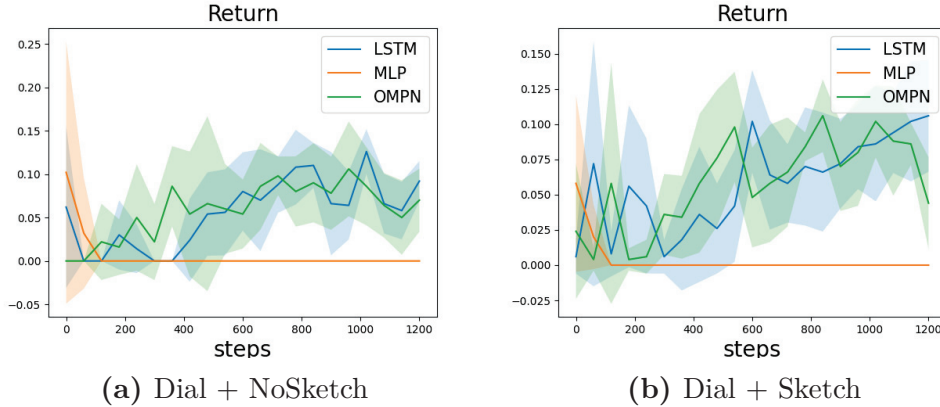 Return
0.25
0.20
0.15
0.10
0.05
0.00
−0.05
0 200 400 600 800 1000 1200
steps
LSTM
MLP
OMPN
(a) Dial + NoSketch
Return
0.150
0.125
0.100
0.075
0.050
0.025
0.000
−0.025
0 200 400 600 800 1000 1200
steps
LSTM
MLP
OMPN
(b) Dial + Sketch